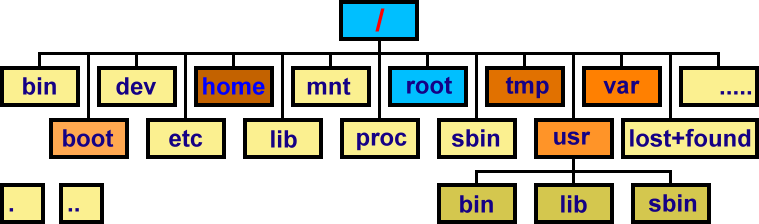 /
bin dev home mnt root tmp var .....
boot etc lib proc sbin usr lost+found
. .. bin lib sbin